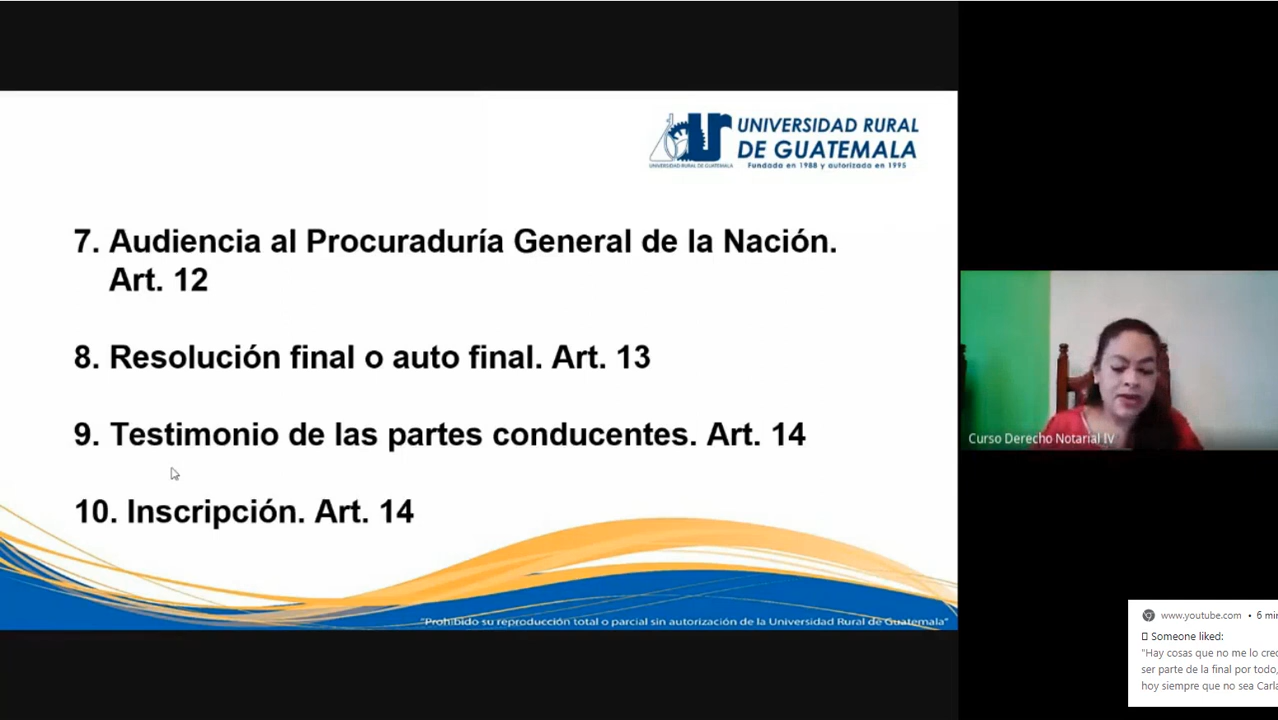 UNIVERSIDAD RURAL
DE GUATEMALA
Fundada en 1988 y autorizada en 1995
UNIVERSIDAD RURAL DE GUATEMALA
7. Audiencia al Procuraduría General de la Nación.
Art. 12
8. Resolución final o auto final. Art. 13
9. Testimonio de las partes conducentes. Art. 14
10. Inscripción. Art. 14
"Prohibido su reproducción total o parcial sin autorización de la Universidad Rural de Guatemala"
Curso Derecho Notarial IV
www.youtube.com • 6 min
Someone liked:
"Hay cosas que no me lo creo
ser parte de la final por todo,
hoy siempre que no sea Carla